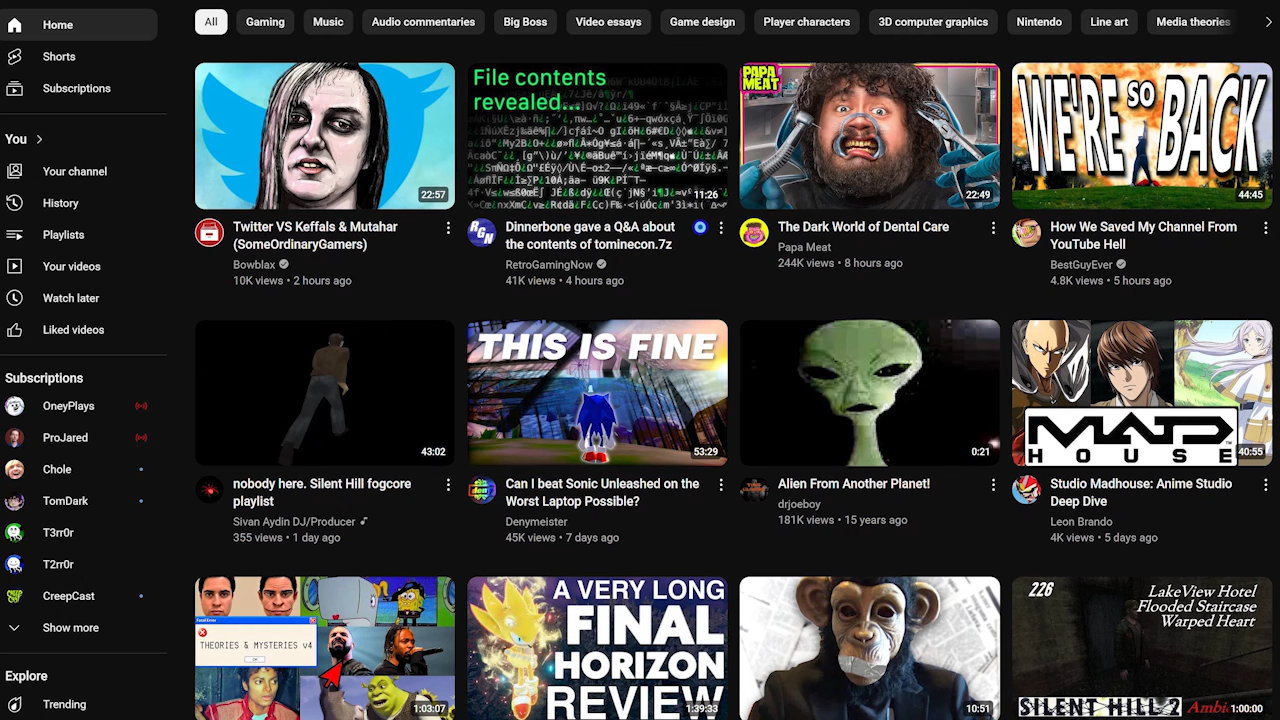 Home
All
Gaming
Music
Audio commentaries
Big Boss
Video essays
Game design
Player characters
3D computer graphics
Nintendo
Line art
Media theories
Shorts
You
Your channel
History
Playlists
Your videos
Watch later
Liked videos
Subscriptions
OneyPlays
ProJared
Chole
TomDark
T3rr0r
T2rr0r
CreepCast
Show more
Explore
Trending
22:57
Twitter VS Keffals & Mutahar
(SomeOrdinaryGamers)
Bowblax
10K views • 2 hours ago
File contents
revealed...
11:26
RGN
Dinnerbone gave a Q&A about
the contents of tominecon.7z
RetroGamingNow
41K views • 4 hours ago
PAPA
MEAT
22:49
The Dark World of Dental Care
Papa Meat
244K views • 8 hours ago
WE'RE SO BACK
44:45
How We Saved My Channel From
YouTube Hell
BestGuyEver
4.8K views • 5 hours ago
43:02
nobody here. Silent Hill fogcore
playlist
Sivan Aydin DJ/Producer
355 views • 1 day ago
THIS IS FINE
53:29
Can I beat Sonic Unleashed on the
Worst Laptop Possible?
Denymeister
45K views • 7 days ago
0:21
Alien From Another Planet!
drjoeboy
181K views • 15 years ago
MAD
HOUSE
40:55
Studio Madhouse: Anime Studio
Deep Dive
Leon Brando
4K views • 5 days ago
Fatal Error
THEORIES & MYSTERIES v4
1:03:07
A VERY LONG
FINAL
HORIZON
REVIEW
1:39:33
10:51
226
LakeView Hotel
Flooded Staircase
Warped Heart
SILENT HILL 2
1:00:00